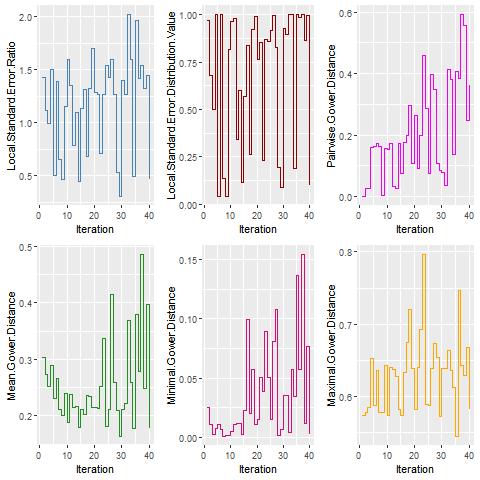 Local.Standard.Error.Ratio
2.0
1.5
1.0
0.5
0 10 20 30 40
Iteration
Local.Standard.Error.Distribution.Value
1.00
0.75
0.50
0.25
0.00
0 10 20 30 40
Iteration
Pairwise.Gower.Distance
0.6
0.4
0.2
0.0
0 10 20 30 40
Iteration
Mean.Gower.Distance
0.5
0.4
0.3
0.2
0 10 20 30 40
Iteration
Minimal.Gower.Distance
0.15
0.10
0.05
0.00
0 10 20 30 40
Iteration
Maximal.Gower.Distance
0.8
0.7
0.6
0 10 20 30 40
Iteration